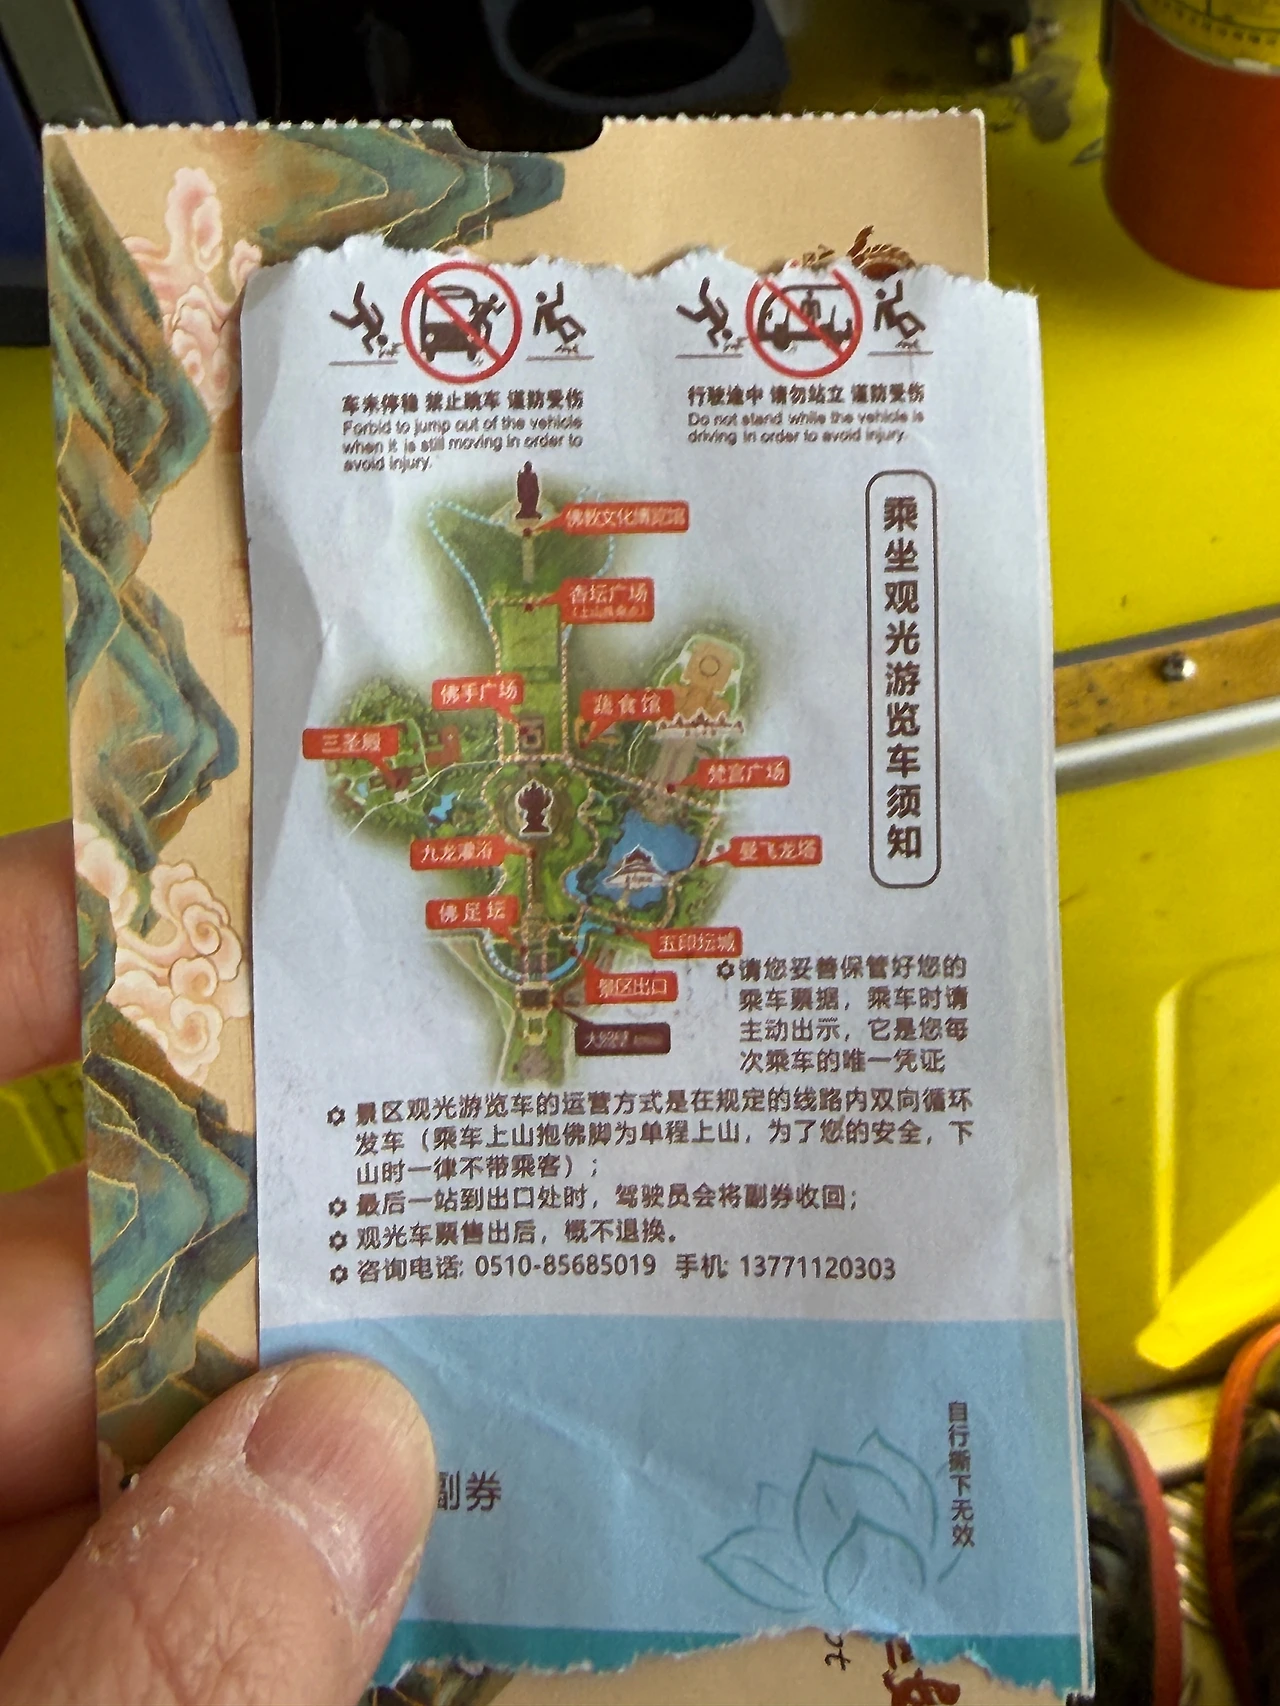 车未停稳 禁止跳车 谨防受伤
Forbid to jump out of the vehicle
when it is still moving in order to
avoid injury.
行驶途中 请勿站立 谨防受伤
Do not stand while the vehicle is
driving in order to avoid injury.
乘坐观光游览车须知
佛教文化博览馆
杏坛广场
佛手广场
蔬食馆
三圣殿
梵宫广场
九龙灌浴
曼飞龙塔
佛足坛
五印坛城
景区出口
大照壁
✿请您妥善保管好您的
乘车票据，乘车时请
主动出示，它是您每
次乘车的唯一凭证
✿景区观光游览车的运营方式是在规定的线路内双向循环
发车（乘车上山抱佛脚为单程上山，为了您的安全，下
山时一律不带乘客）；
✿最后一站到出口处时，驾驶员会将副券收回；
✿观光车票售出后，概不退换。
✿咨询电话: 0510-85685019 手机: 13771120303
副券
自行撕下无效